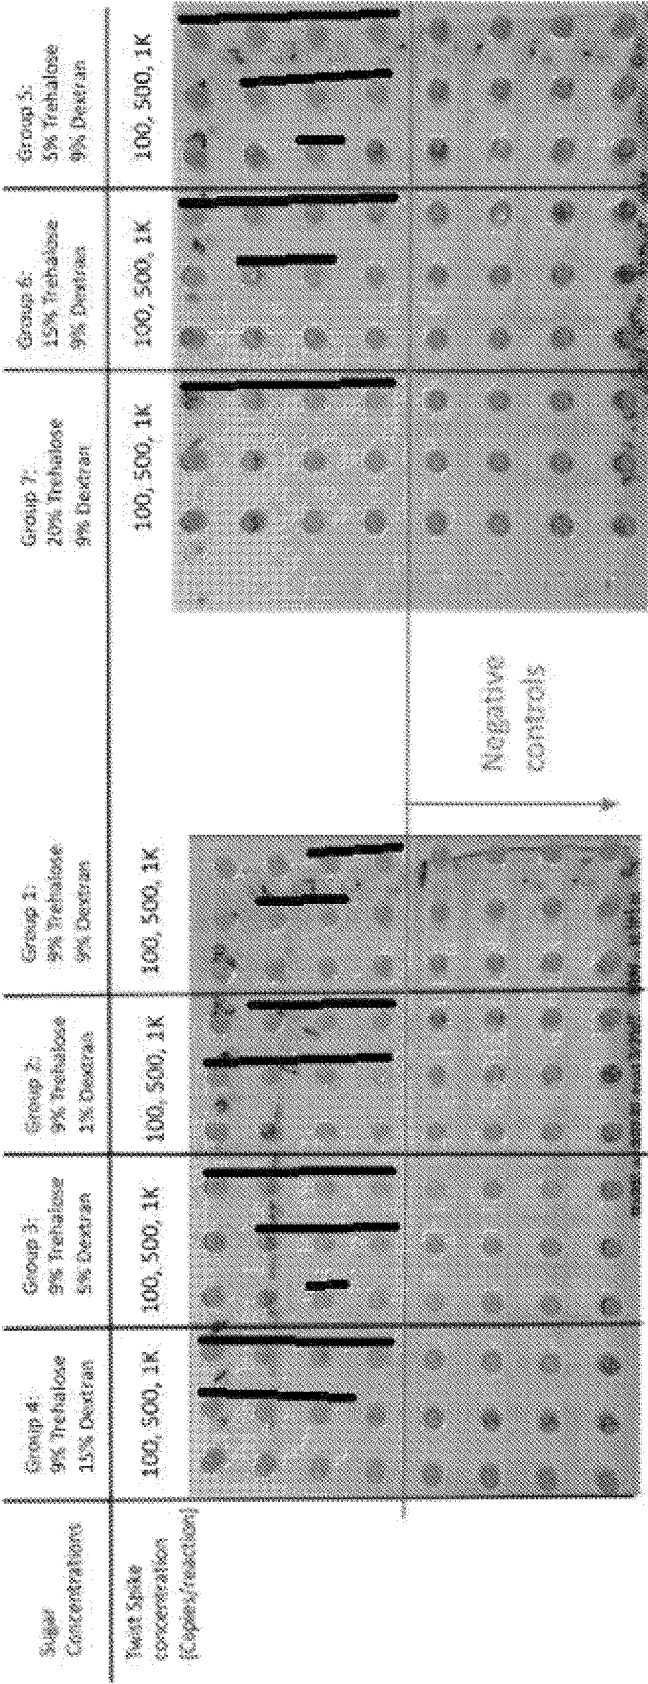 Sugar
Concentrations
Group 4:
9% Trehalose
15% Dextran
Group 3:
9% Trehalose
5% Dextran
Group 2:
9% Trehalose
1% Dextran
Group 1:
9% Trehalose
9% Dextran
Group 7:
20% Trehalose
9% Dextran
Group 6:
15% Trehalose
9% Dextran
Group 5:
5% Trehalose
9% Dextran
Twist Spike
concentration
(Copies/reaction)
100, 500, 1K
100, 500, 1K
100, 500, 1K
100, 500, 1K
100, 500, 1K
100, 500, 1K
100, 500, 1K
Negative
controls